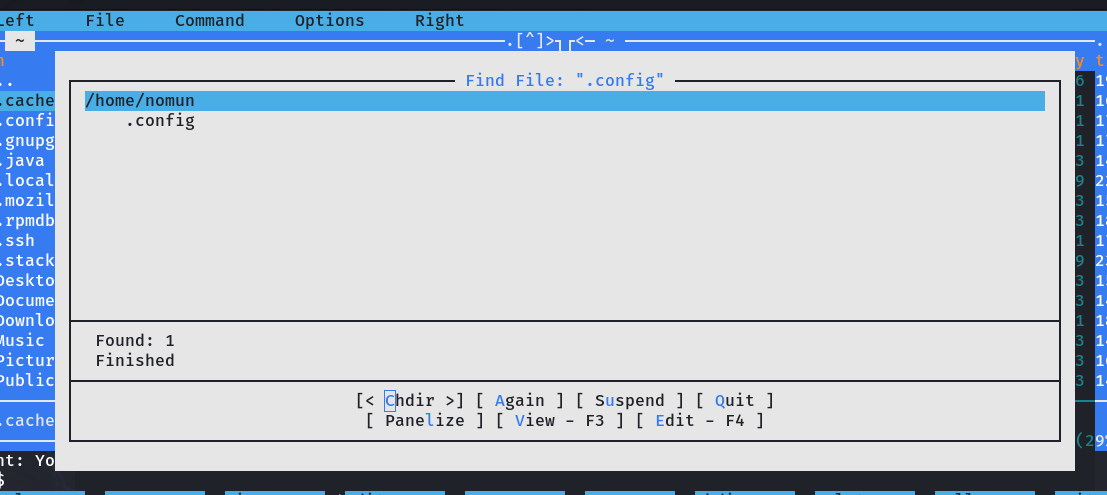 Left File Command Options Right
~ .[^]> <─ ~ .
y t
..
Find File: ".config"
.cache /home/nomun
.confi .config
.gnupg
.java
.local
.mozil
.rpmdb
.ssh
.stack
Deskto
Docume
Downlo
Music Found: 1
Pictur Finished
Public
.cache [< Chdir >] [ Again ] [ Suspend ] [ Quit ]
[ Panelize ] [ View - F3 ] [ Edit - F4 ]
nt: Yo
$